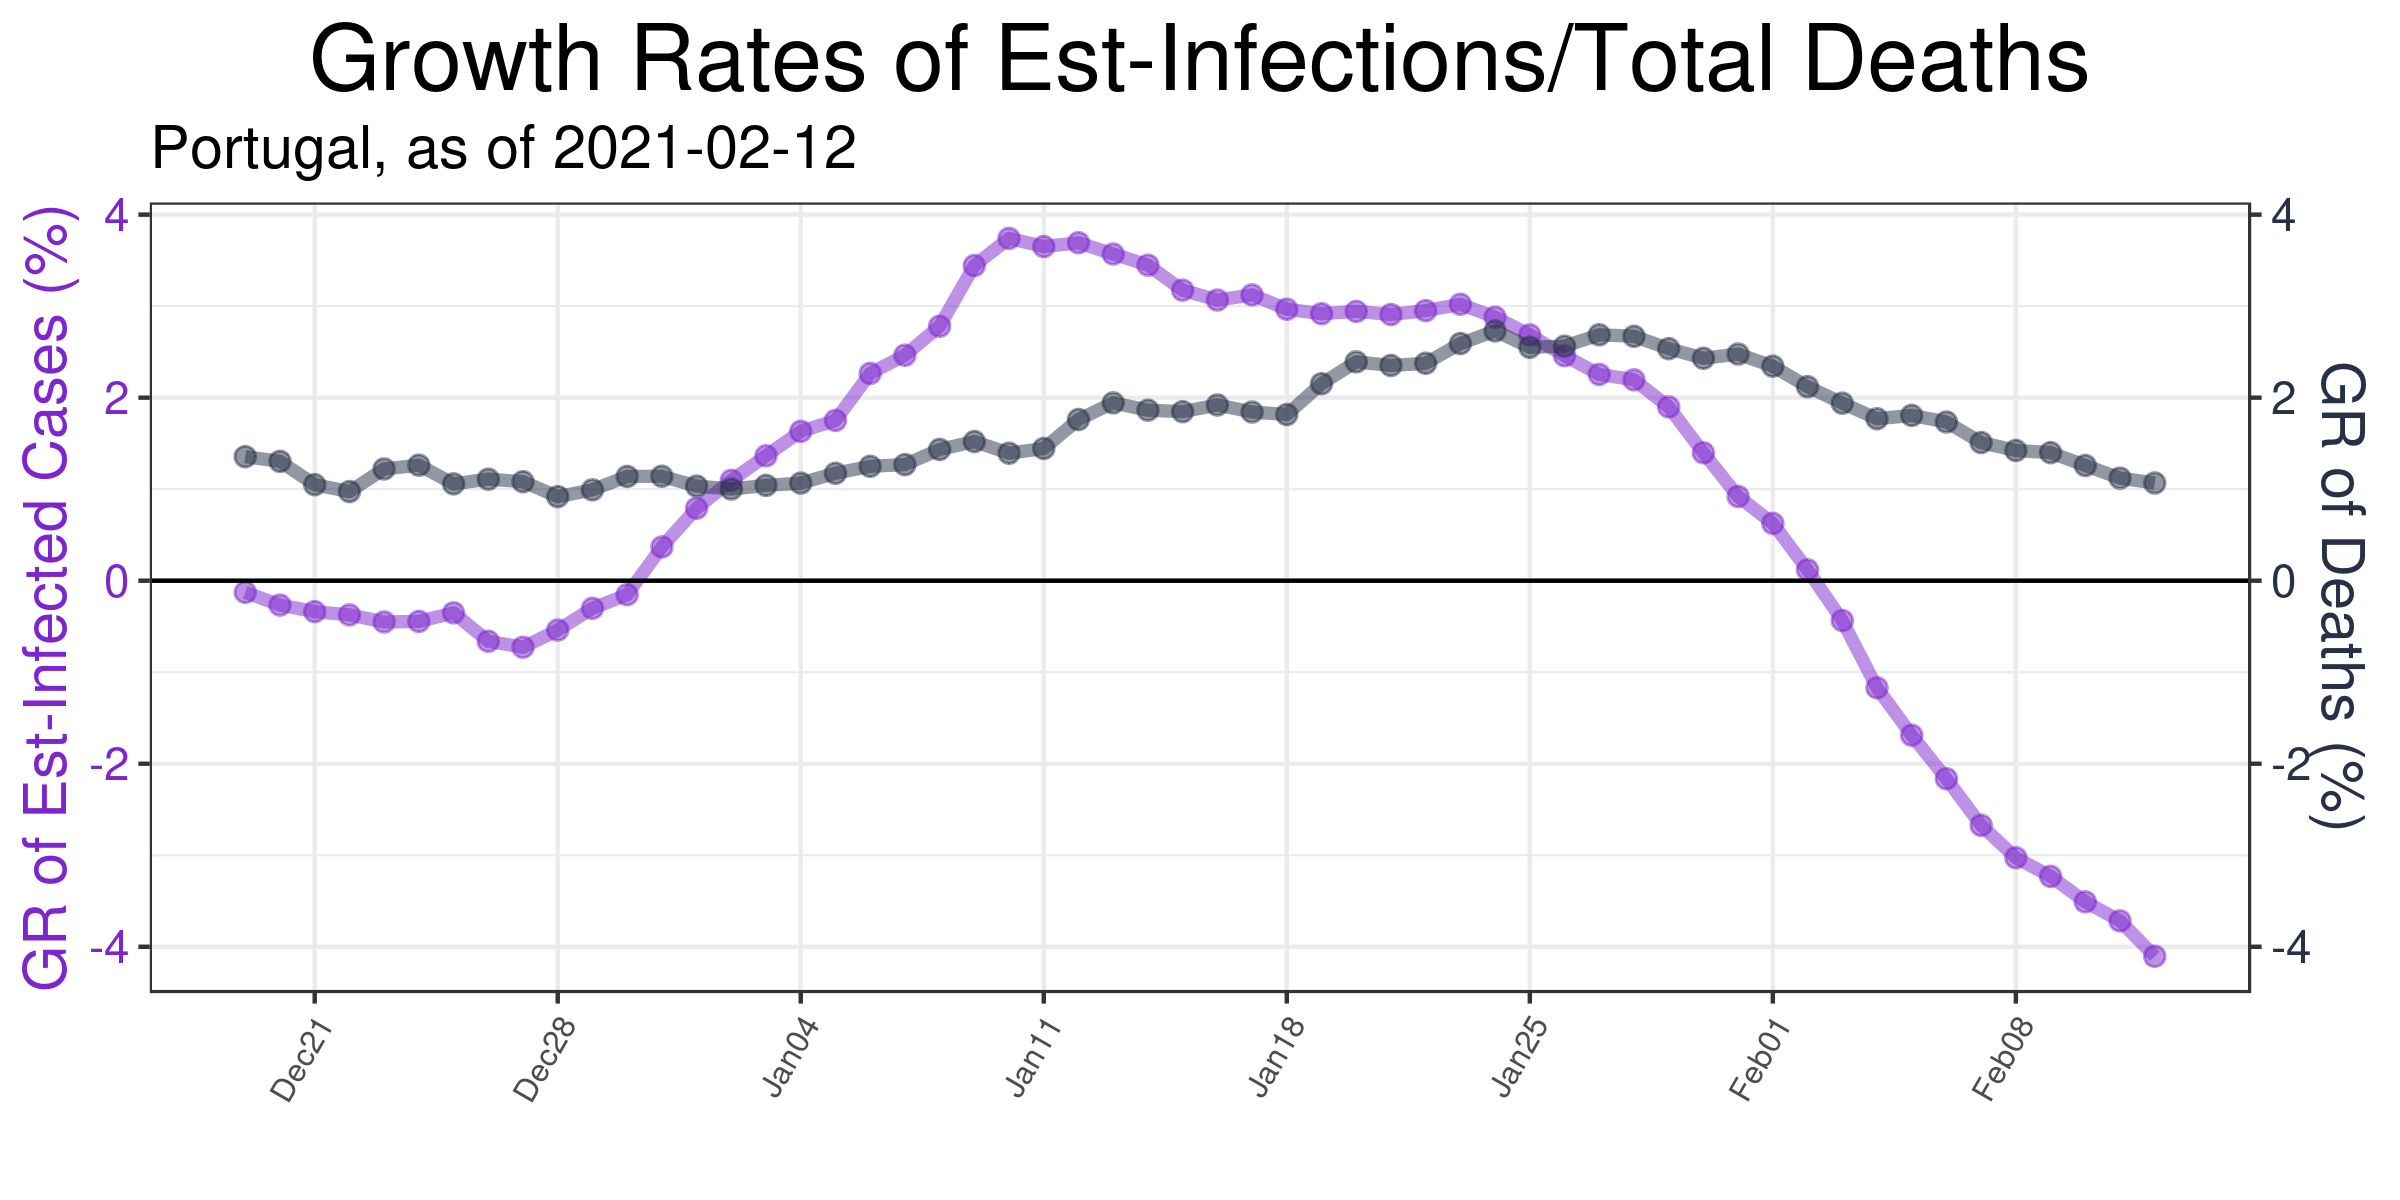 Growth Rates of Est-Infections/Total Deaths
Portugal, as of 2021-02-12
GR of Est-Infected Cases (%)
4
2
0
-2
-4
4
2
0
-2
-4
GR of Deaths (%)
Dec21
Dec28
Jan04
Jan11
Jan18
Jan25
Feb01
Feb08